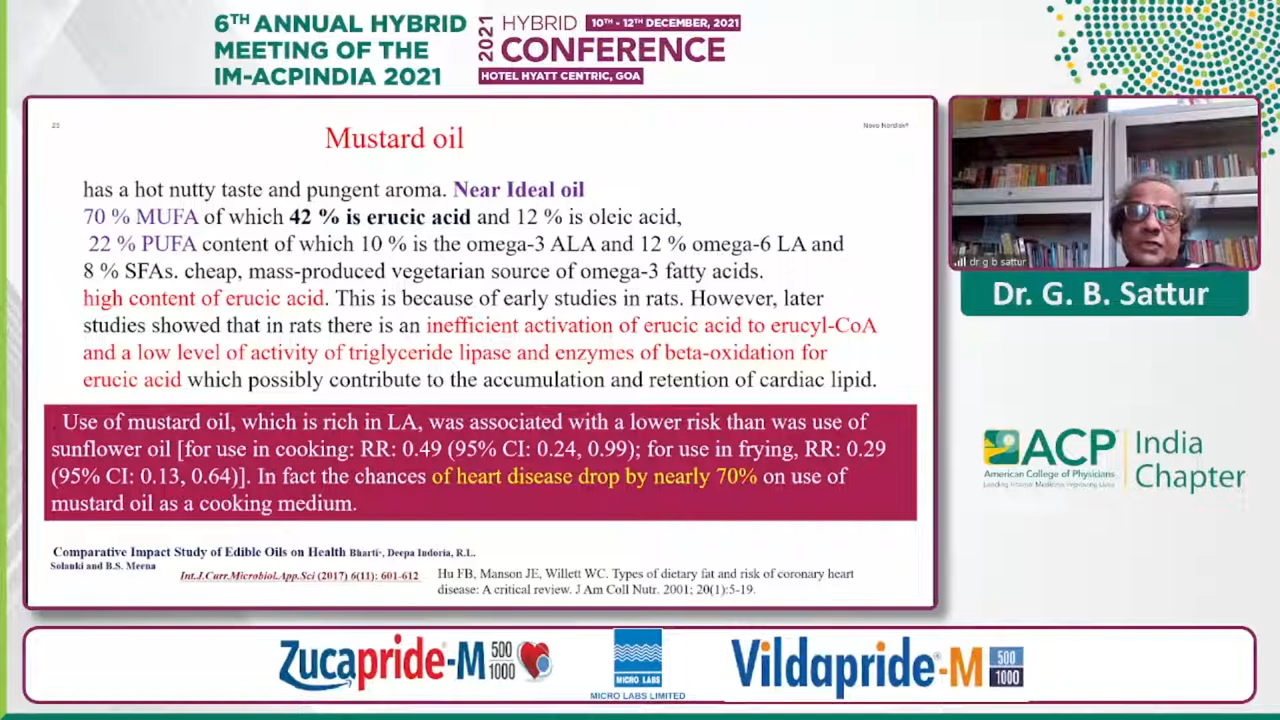 6TH ANNUAL HYBRID
MEETING OF THE
IM-ACPINDIA 2021
2021
HYBRID 10TH - 12TH DECEMBER, 2021
CONFERENCE
HOTEL HYATT CENTRIC, GOA
23
Novo Nordisk®
Mustard oil
has a hot nutty taste and pungent aroma. Near Ideal oil
70 % MUFA of which 42 % is erucic acid and 12 % is oleic acid,
22 % PUFA content of which 10 % is the omega-3 ALA and 12 % omega-6 LA and
8 % SFAs. cheap, mass-produced vegetarian source of omega-3 fatty acids.
high content of erucic acid. This is because of early studies in rats. However, later
studies showed that in rats there is an inefficient activation of erucic acid to erucyl-CoA
and a low level of activity of triglyceride lipase and enzymes of beta-oxidation for
erucic acid which possibly contribute to the accumulation and retention of cardiac lipid.
. Use of mustard oil, which is rich in LA, was associated with a lower risk than was use of
sunflower oil [for use in cooking: RR: 0.49 (95% CI: 0.24, 0.99); for use in frying, RR: 0.29
(95% CI: 0.13, 0.64)]. In fact the chances of heart disease drop by nearly 70% on use of
mustard oil as a cooking medium.
Comparative Impact Study of Edible Oils on Health Bharti*, Deepa Indoria, R.L.
Solanki and B.S. Meena
Int.J.Curr.Microbiol.App.Sci (2017) 6(11): 601-612
Hu FB, Manson JE, Willett WC. Types of dietary fat and risk of coronary heart
disease: A critical review. J Am Coll Nutr. 2001; 20(1):5-19.
dr g b sattur
Dr. G. B. Sattur
ACP
American College of Physicians
Leading Internal Medicine, Improving Lives
India
Chapter
Zucapride®-M 500
1000
MICRO LABS
MICRO LABS LIMITED
Vildapride®-M 500
1000